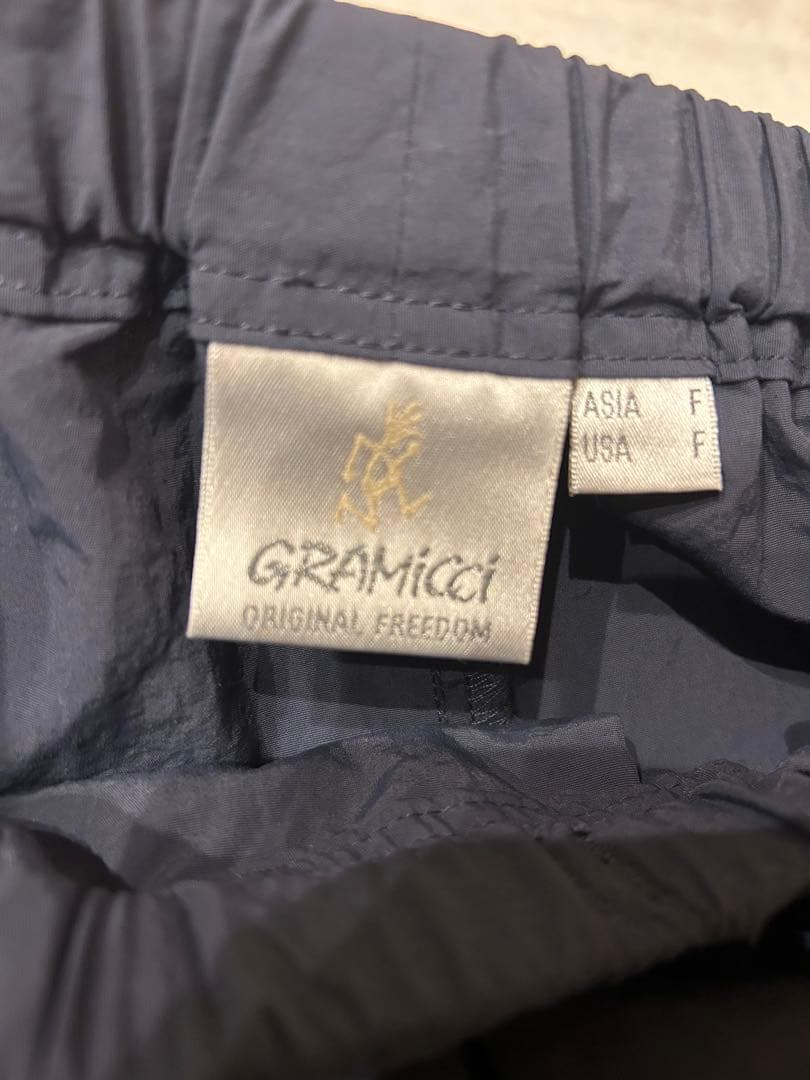 GRAMiCCi
ORIGINAL FREEDOM
ASIA F
USA F